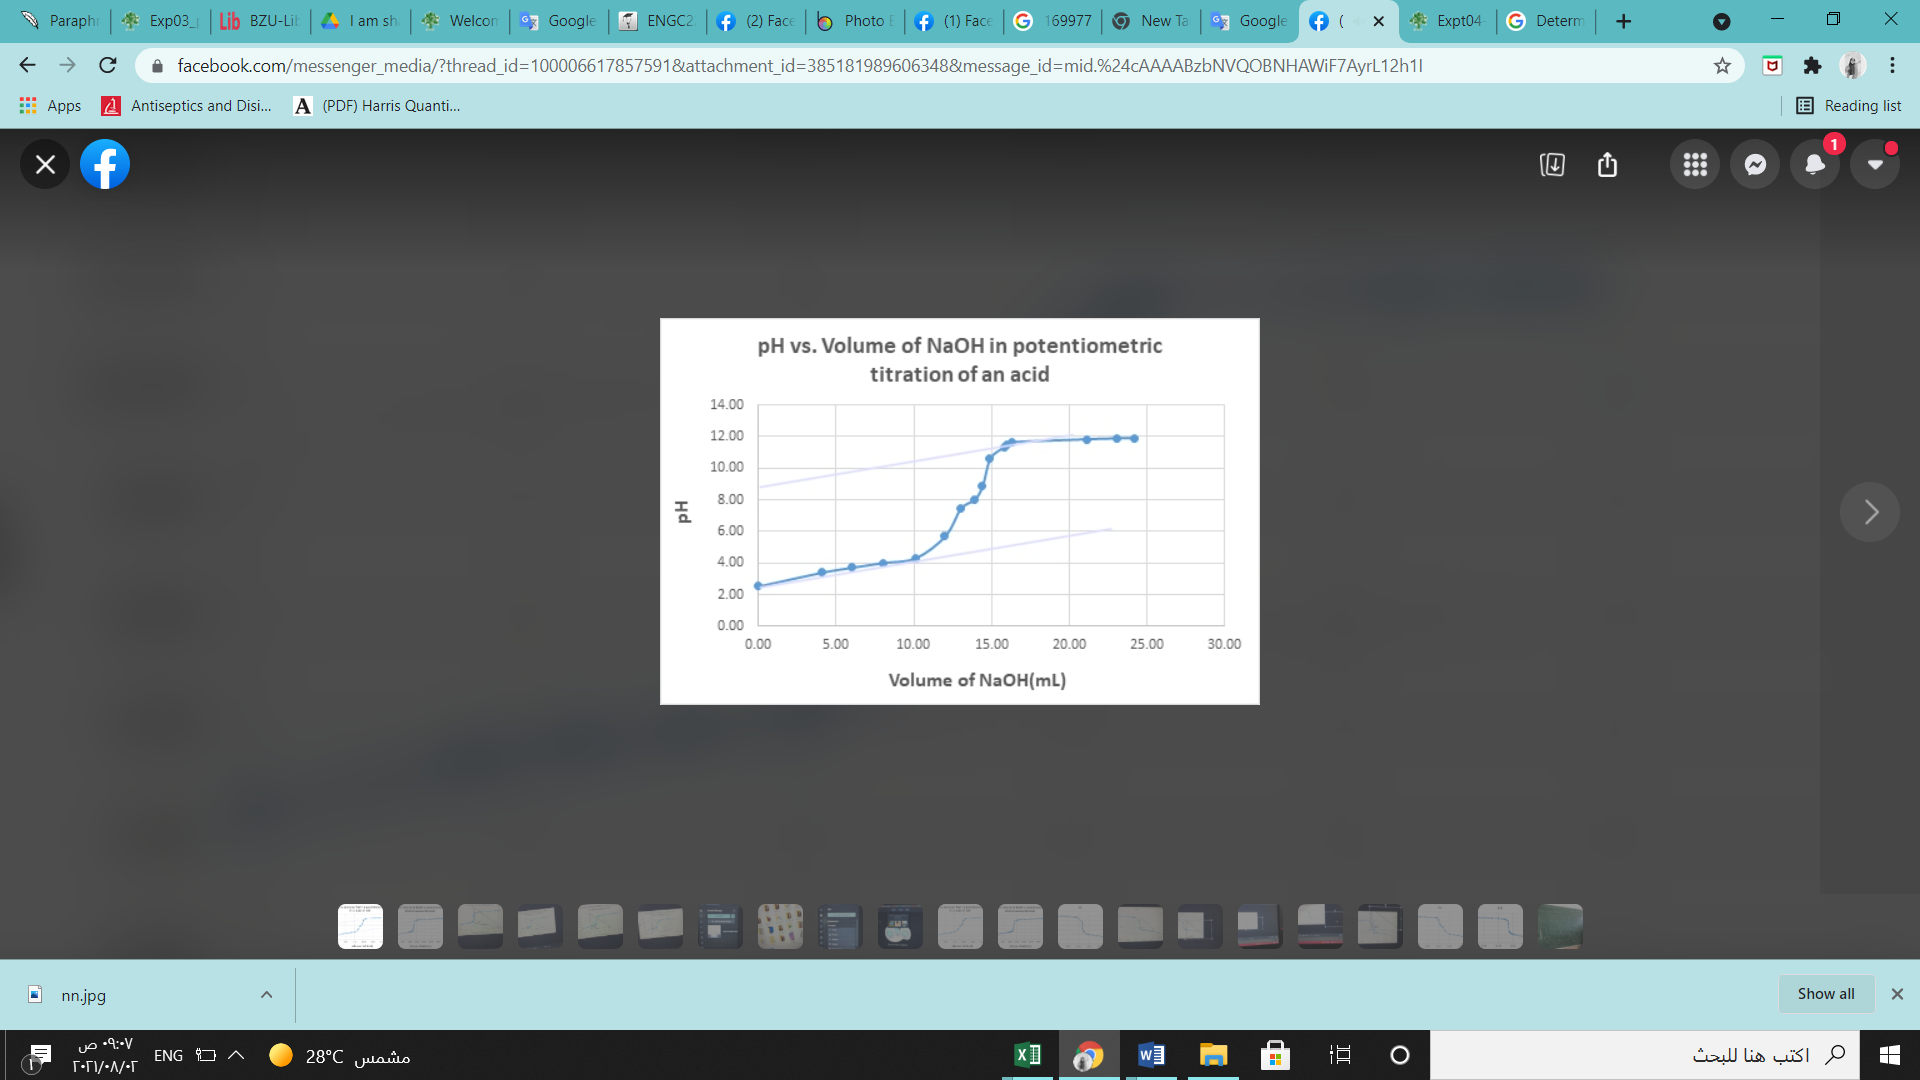 Paraphr
Exp03_
BZU-Lib
I am sh
Welcom
Google
ENGC2
(2) Face
Photo E
(1) Face
169977
New Ta
Google
(
Expt04-
Determ
facebook.com/messenger_media/?thread_id=100006617857591&attachment_id=385181989606348&message_id=mid.%24cAAAABzbNVQOBNHAWiF7AyrL12h1I
Apps
Antiseptics and Disi...
(PDF) Harris Quanti...
Reading list
1
pH vs. Volume of NaOH in potentiometric
titration of an acid
14.00
12.00
10.00
8.00
6.00
4.00
2.00
0.00
pH
0.00 5.00 10.00 15.00 20.00 25.00 30.00
Volume of NaOH(mL)
nn.jpg
Show all
٠٩:٠٧ ص
٢٠٢١/٠٨/٠٢
١
ENG
28°C مشمس
اكتب هنا للبحث